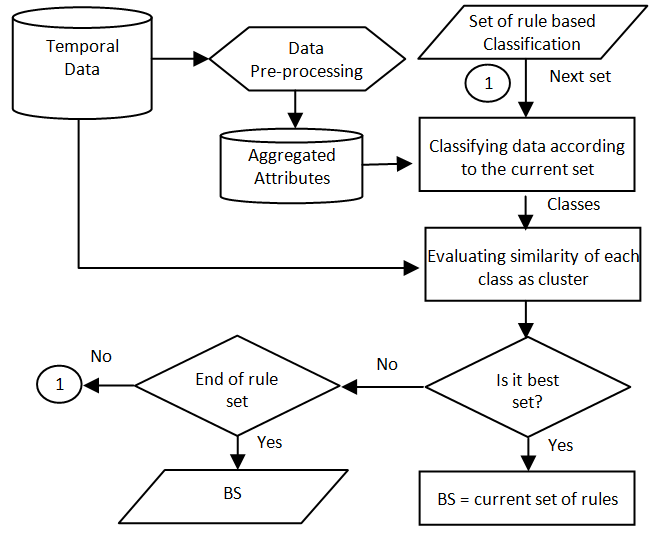 Temporal
Data
Data
Pre-processing
Set of rule based
Classification
1
Next set
Aggregated
Attributes
Classifying data according
to the current set
Classes
Evaluating similarity of each
class as cluster
No
1
End of rule
set
No
Is it best
set?
Yes
Yes
BS
BS = current set of rules